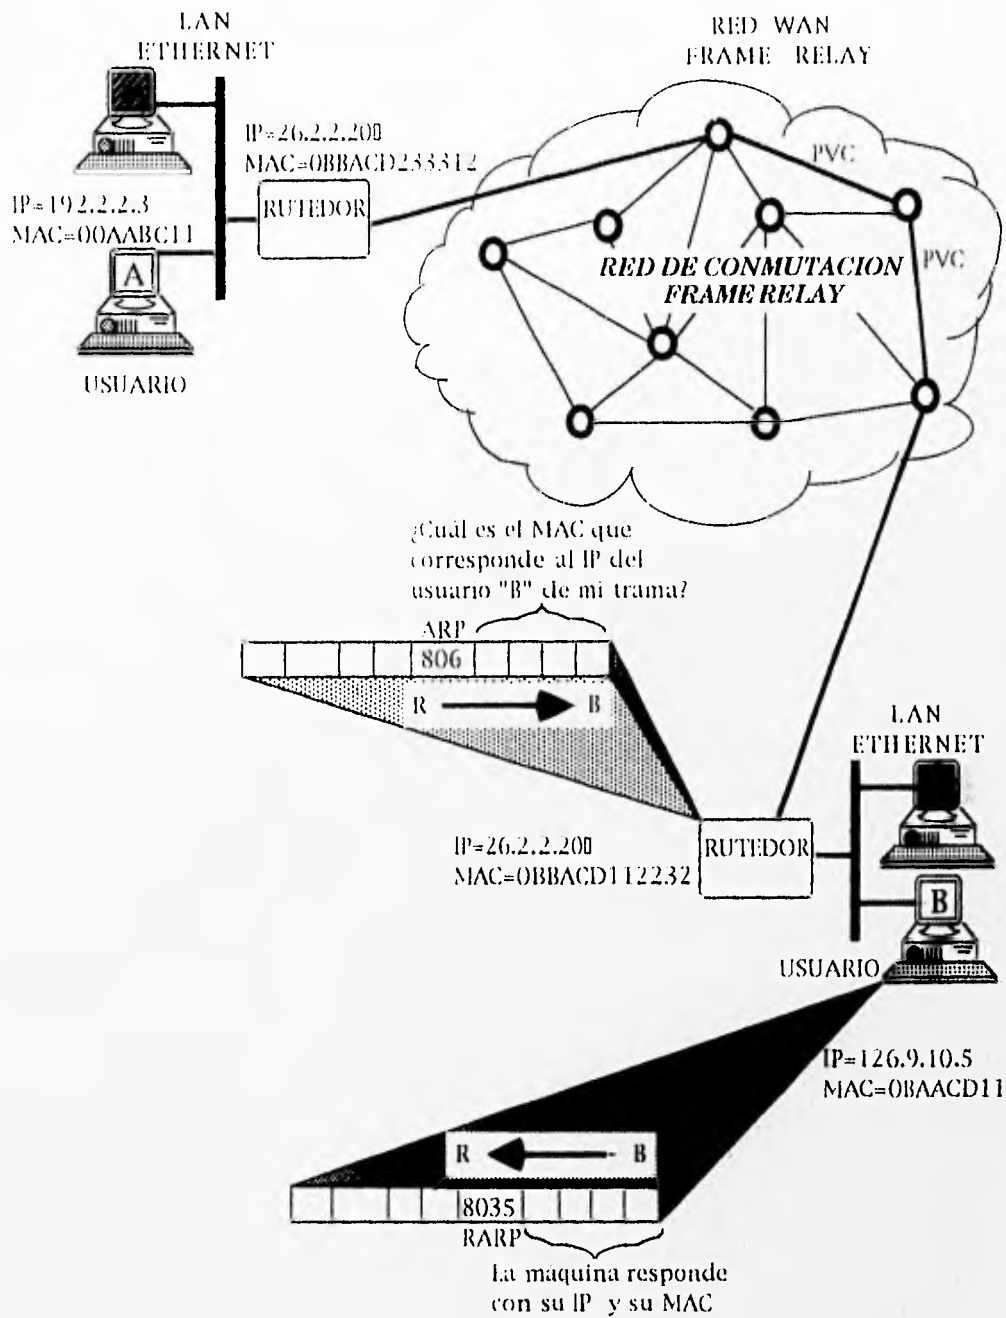 LAN
ETHERNET
RED WAN
FRAME RELAY
IP=26.2.2.200
MAC=0BBACD233312
PVC
IP=192.2.2.3
MAC=00AABC11
RUTEDOR
A
RED DE CONMUTACION
FRAME RELAY
PVC
USUARIO
¿Cuál es el MAC que
corresponde al IP del
usuario "B" de mi trama?
ARP
806
R B
LAN
ETHERNET
IP=26.2.2.200
MAC=0BBACD112232
RUTEDOR
B
USUARIO
IP=126.9.10.5
MAC=0BAACD11
R B
8035
RARP
La maquina responde
con su IP y su MAC